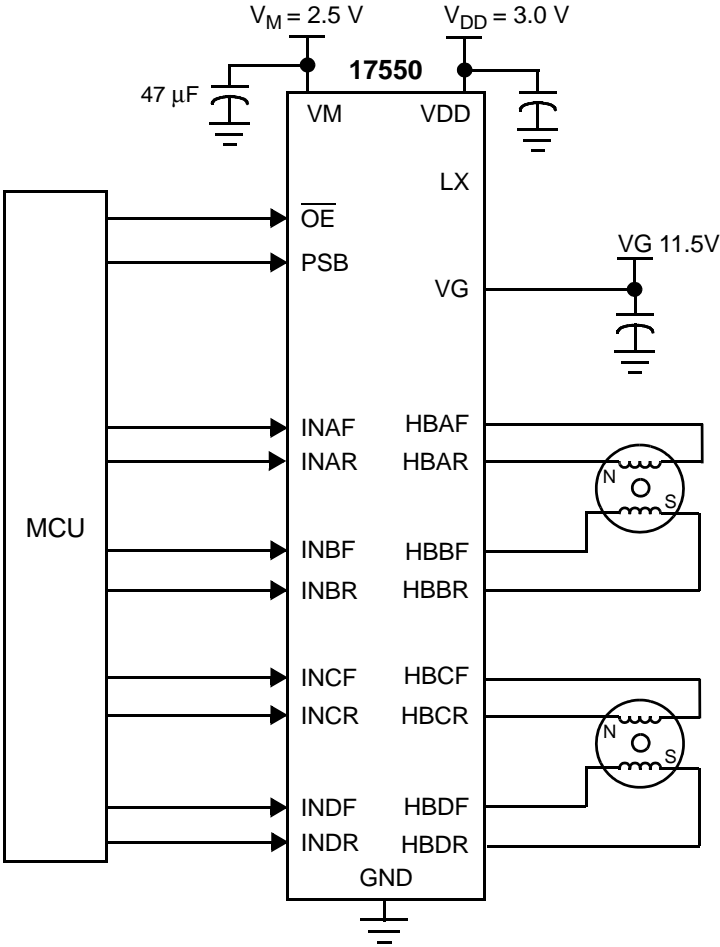 V_M = 2.5 V
V_DD = 3.0 V
47 μF
17550
VM
VDD
LX
OE
PSB
VG 11.5V
VG
MCU
INAF
HBAF
INAR
HBAR
N
S
INBF
HBBF
INBR
HBBR
INCF
HBCF
INCR
HBCR
N
S
INDF
HBDF
INDR
HBDR
GND